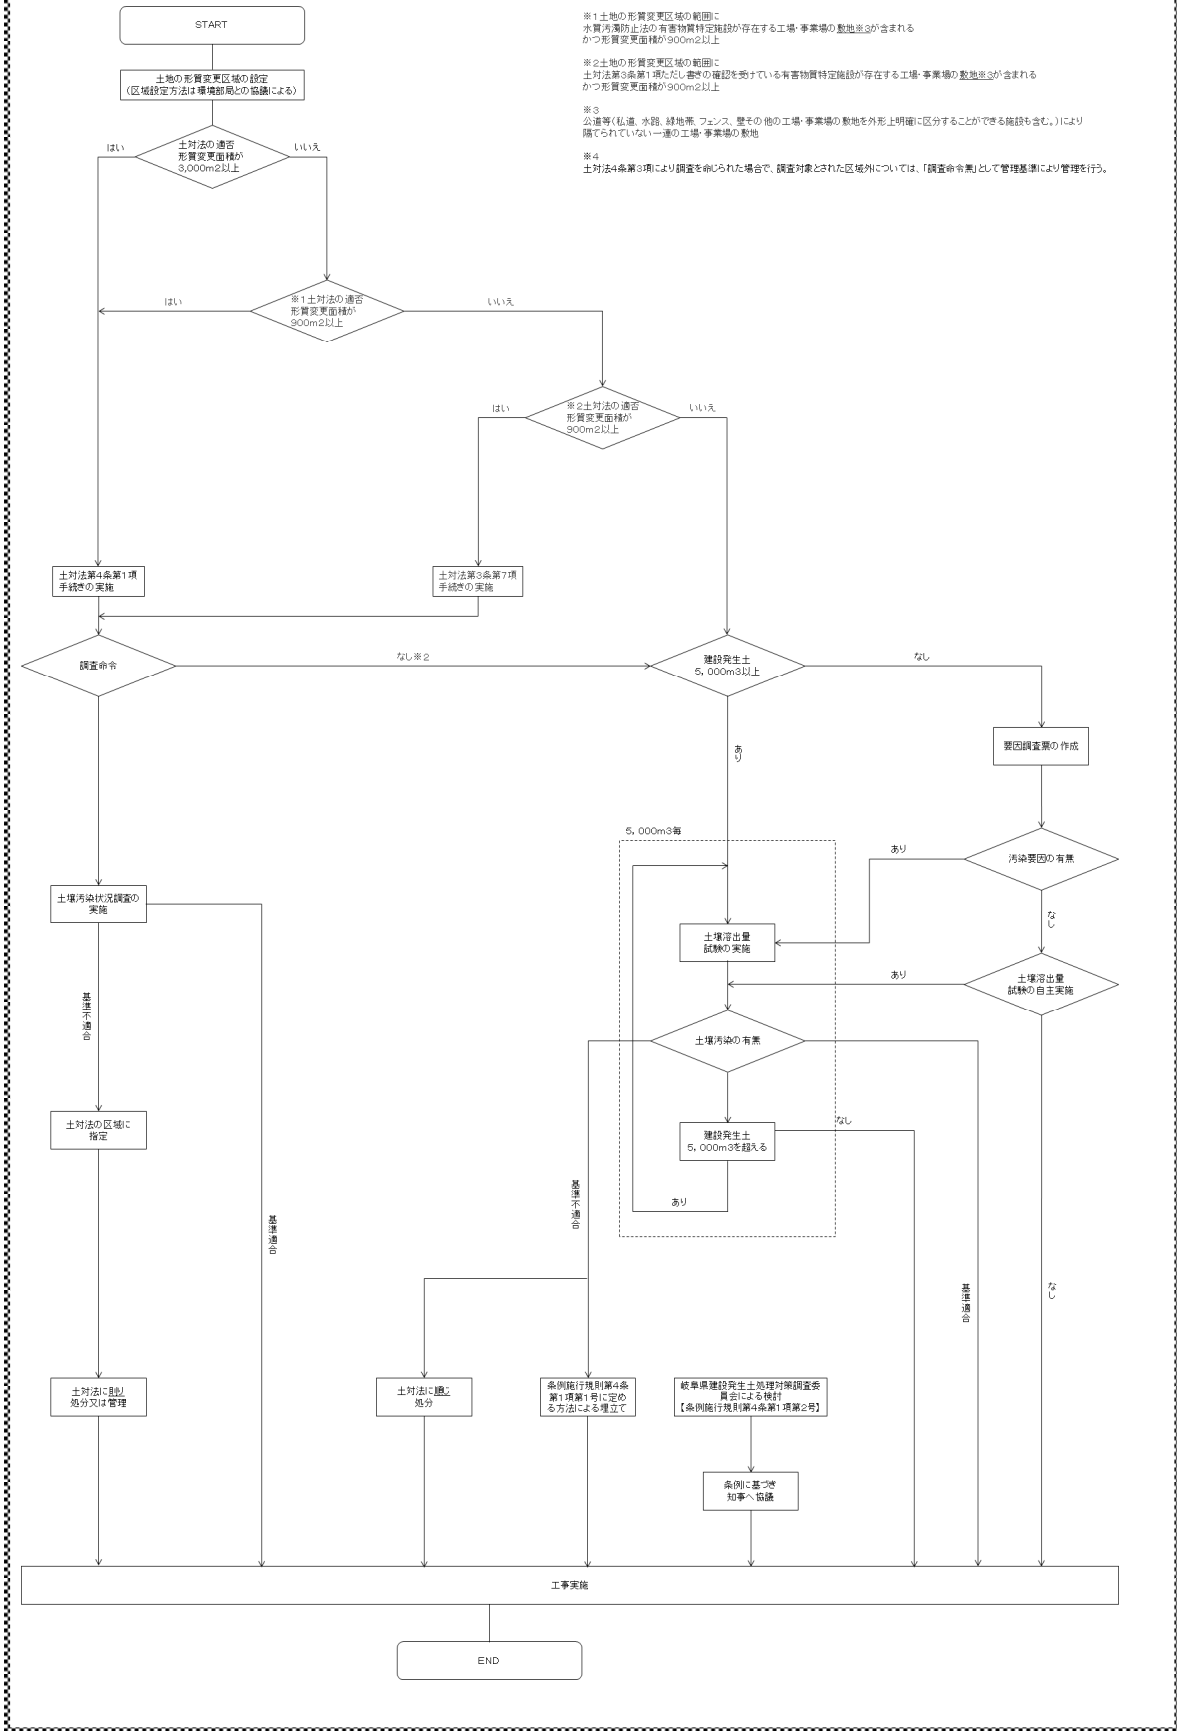 START
※1土地の形質変更区域の範囲に
水質汚濁防止法の有害物質特定施設が存在する工場・事業場の敷地※3が含まれる
かつ形質変更面積が900m2以上
※2土地の形質変更区域の範囲に
土対法第3条第1項ただし書きの確認を受けている有害物質特定施設が存在する工場・事業場の敷地※3が含まれる
かつ形質変更面積が900m2以上
※3
公道等(私道、水路、緑地帯、フェンス、壁その他の工場・事業場の敷地を外形上明確に区分することができる施設も含む。)により
隔てられていない一連の工場・事業場の敷地
※4
土対法4条第3項により調査を命じられた場合で、調査対象とされた区域外については、「調査命令無」として管理基準により管理を行う。
土地の形質変更区域の設定
(区域設定方法は環境部局との協議による)
はい
土対法の適否
形質変更面積が
3,000m2以上
いいえ
はい
※1土対法の適否
形質変更面積が
900m2以上
いいえ
はい
※2土対法の適否
形質変更面積が
900m2以上
いいえ
土対法第4条第1項
手続きの実施
土対法第3条第7項
手続きの実施
調査命令
なし※2
建設発生土
5,000m3以上
なし
あり
要因調査票の作成
5,000m3毎
あり
汚染要因の有無
なし
土壌汚染状況調査の
実施
土壌溶出量
試験の実施
あり
土壌溶出量
試験の自主実施
基準不適合
土壌汚染の有無
土対法の区域に
指定
建設発生土
5,000m3を超える
なし
あり
基準不適合
基準適合
基準適合
なし
土対法に則り
処分又は管理
土対法に順じ
処分
条例施行規則第4条
第1項第1号に定め
る方法による埋立て
岐阜県建設発生土処理対策調査委
員会による検討
【条例施行規則第4条第1項第2号】
条例に基づき
知事へ協議
工事実施
END